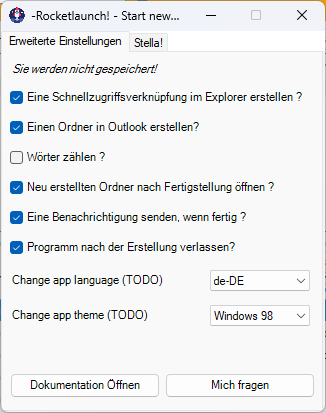 -Rocketlaunch! - Start new...
Erweiterte Einstellungen
Stella!
Sie werden nicht gespeichert!
Eine Schnellzugriffsverknüpfung im Explorer erstellen ?
Einen Ordner in Outlook erstellen?
Wörter zählen ?
Neu erstellten Ordner nach Fertigstellung öffnen ?
Eine Benachrichtigung senden, wenn fertig ?
Programm nach der Erstellung verlassen?
Change app language (TODO)
de-DE
Change app theme (TODO)
Windows 98
Dokumentation Öffnen
Mich fragen